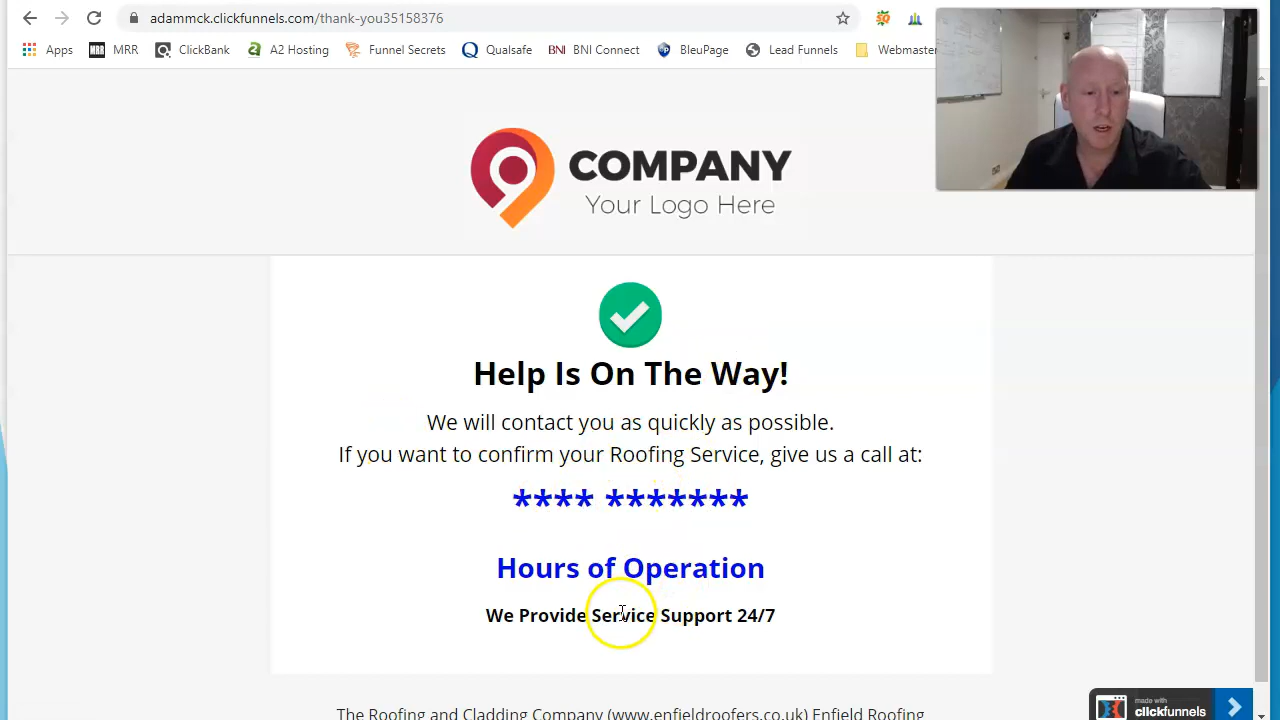 adammck.clickfunnels.com/thank-you35158376
SQ
Apps MRR MRR ClickBank A2 Hosting Funnel Secrets Qualsafe BNI BNI Connect BleuPage Lead Funnels Webmaster
COMPANY
Your Logo Here
Help Is On The Way!
We will contact you as quickly as possible.
If you want to confirm your Roofing Service, give us a call at:
**** *******
Hours of Operation
We Provide Service Support 24/7
made with
clickfunnels
The Roofing and Cladding Company (www.enfieldroofers.co.uk) Enfield Roofing